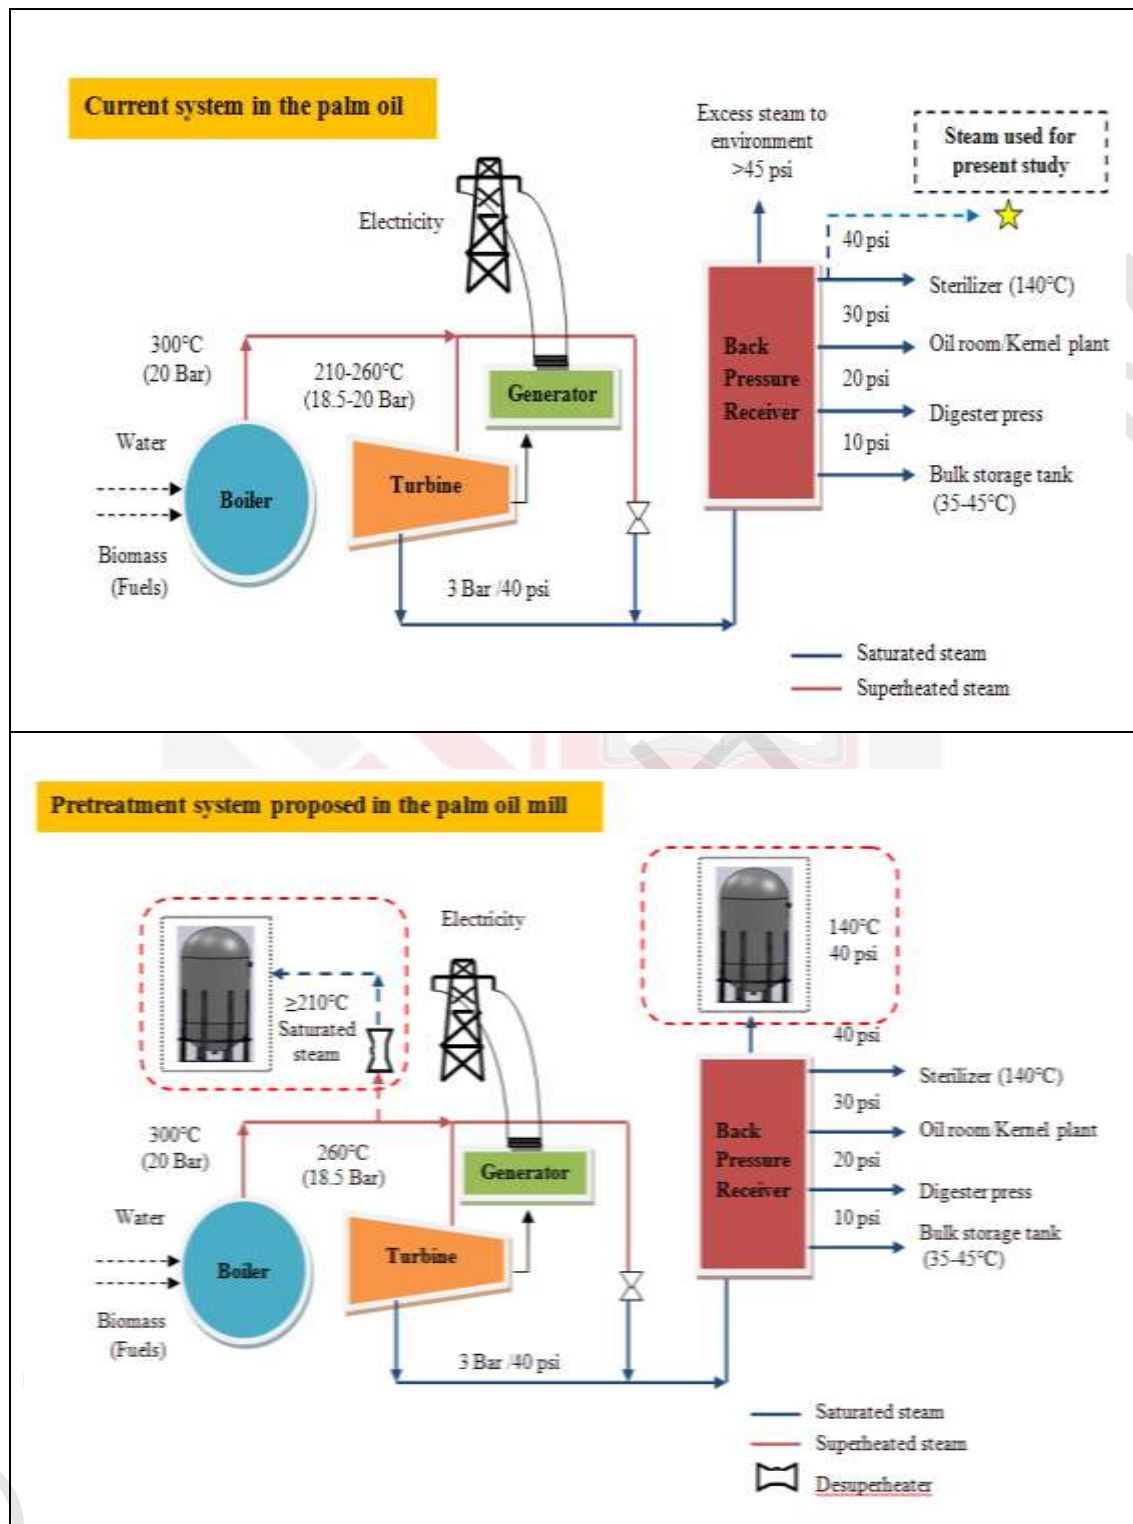 Current system in the palm oil
Excess steam to
environment
>45 psi
Steam used for
present study
Electricity
40 psi
Sterilizer (140°C)
30 psi
Oil room/Kernel plant
20 psi
Digester press
10 psi
Bulk storage tank
(35-45°C)
Back
Pressure
Receiver
300°C
(20 Bar)
210-260°C
(18.5-20 Bar)
Generator
Water
Boiler
Turbine
Biomass
(Fuels)
3 Bar /40 psi
Saturated steam
Superheated steam
Pretreatment system proposed in the palm oil mill
Electricity
140°C
40 psi
≥210°C
Saturated
steam
40 psi
Sterilizer (140°C)
30 psi
Oil room/Kernel plant
20 psi
Digester press
10 psi
Bulk storage tank
(35-45°C)
Back
Pressure
Receiver
300°C
(20 Bar)
260°C
(18.5 Bar)
Generator
Water
Boiler
Turbine
Biomass
(Fuels)
3 Bar /40 psi
Saturated steam
Superheated steam
Desuperheater